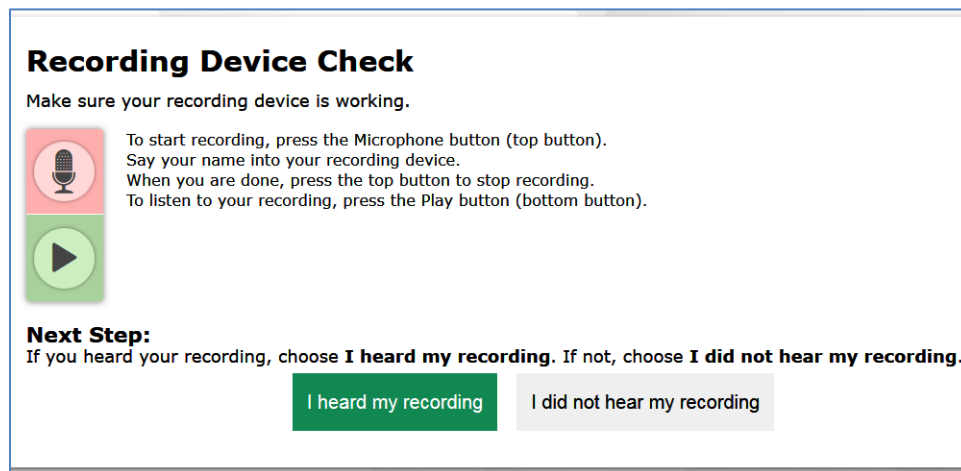 Recording Device Check
Make sure your recording device is working.
To start recording, press the Microphone button (top button).
Say your name into your recording device.
When you are done, press the top button to stop recording.
To listen to your recording, press the Play button (bottom button).
Next Step:
If you heard your recording, choose I heard my recording. If not, choose I did not hear my recording.
I heard my recording
I did not hear my recording